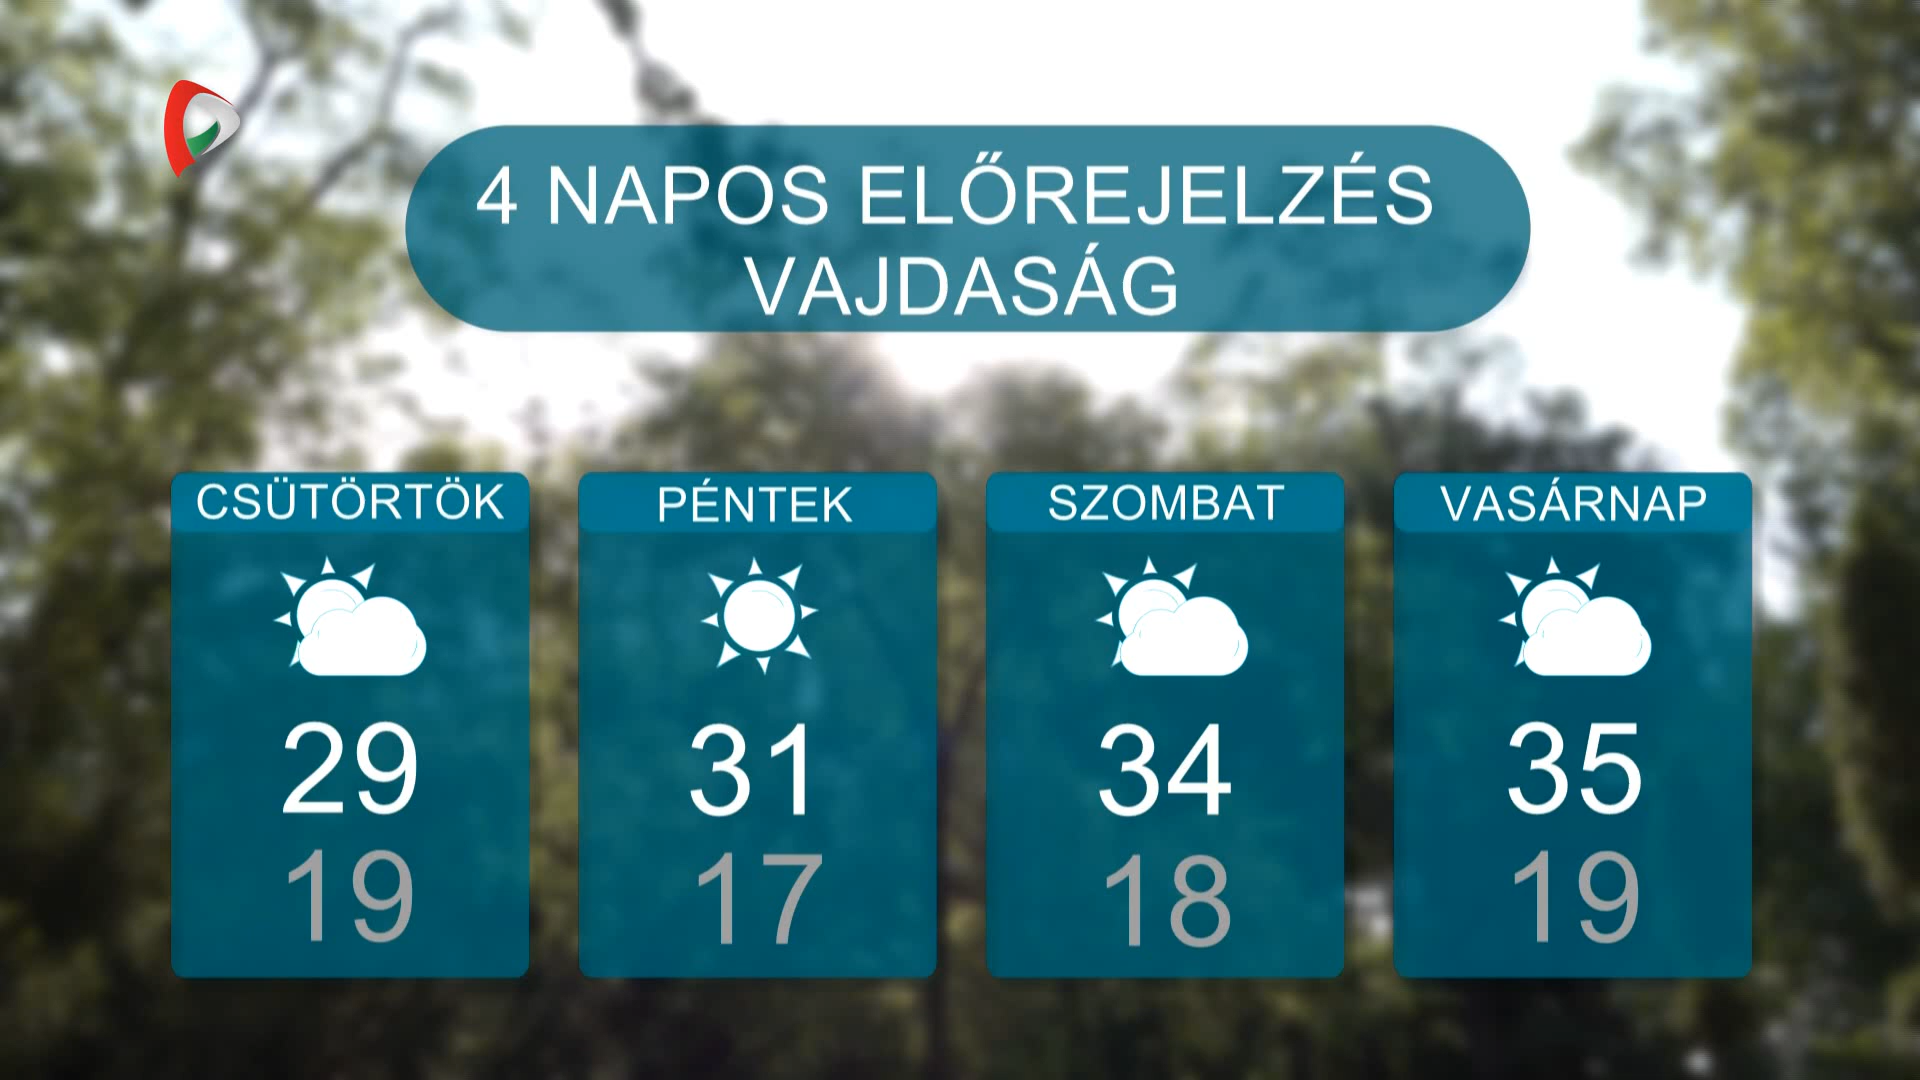 4 NAPOS ELŐREJELZÉS
VAJDASÁG
CSÜTÖRTÖK
29
19
PÉNTEK
31
17
SZOMBAT
34
18
VASÁRNAP
35
19